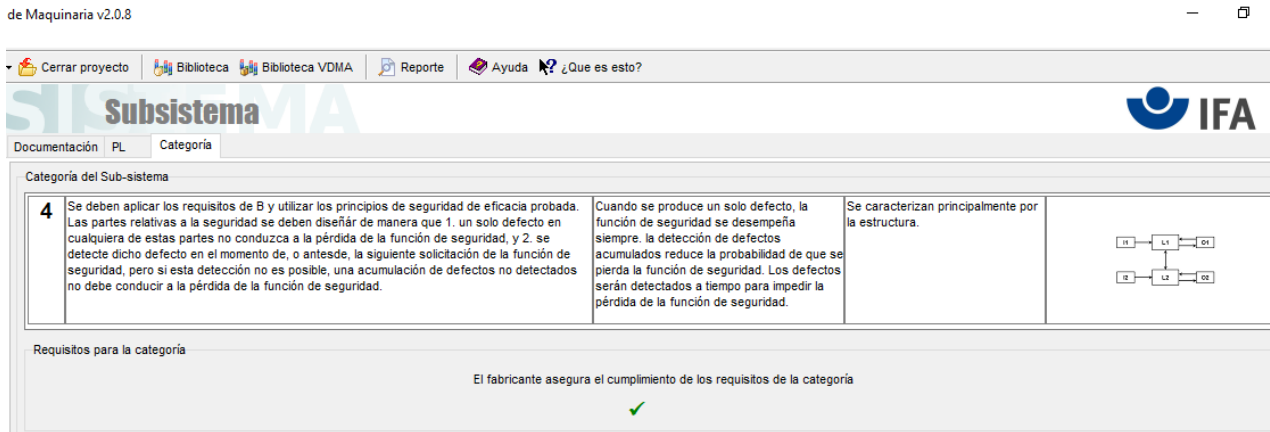 de Maquinaria v2.0.8
Cerrar proyecto Biblioteca Biblioteca VDMA Reporte Ayuda ¿Que es esto?
SISTEMA
Subsistema
IFA
Documentación PL Categoría
Categoría del Sub-sistema
4
Se deben aplicar los requisitos de B y utilizar los principios de seguridad de eficacia probada.
Las partes relativas a la seguridad se deben diseñár de manera que 1. un solo defecto en
cualquiera de estas partes no conduzca a la pérdida de la función de seguridad, y 2. se
detecte dicho defecto en el momento de, o antesde, la siguiente solicitación de la función de
seguridad, pero si esta detección no es posible, una acumulación de defectos no detectados
no debe conducir a la pérdida de la función de seguridad.
Cuando se produce un solo defecto, la
función de seguridad se desempeña
siempre. la detección de defectos
acumulados reduce la probabilidad de que se
pierda la función de seguridad. Los defectos
serán detectados a tiempo para impedir la
pérdida de la función de seguridad.
Se caracterizan principalmente por
la estructura.
I1 L1 O1
I2 L2 O2
Requisitos para la categoría
El fabricante asegura el cumplimiento de los requisitos de la categoría